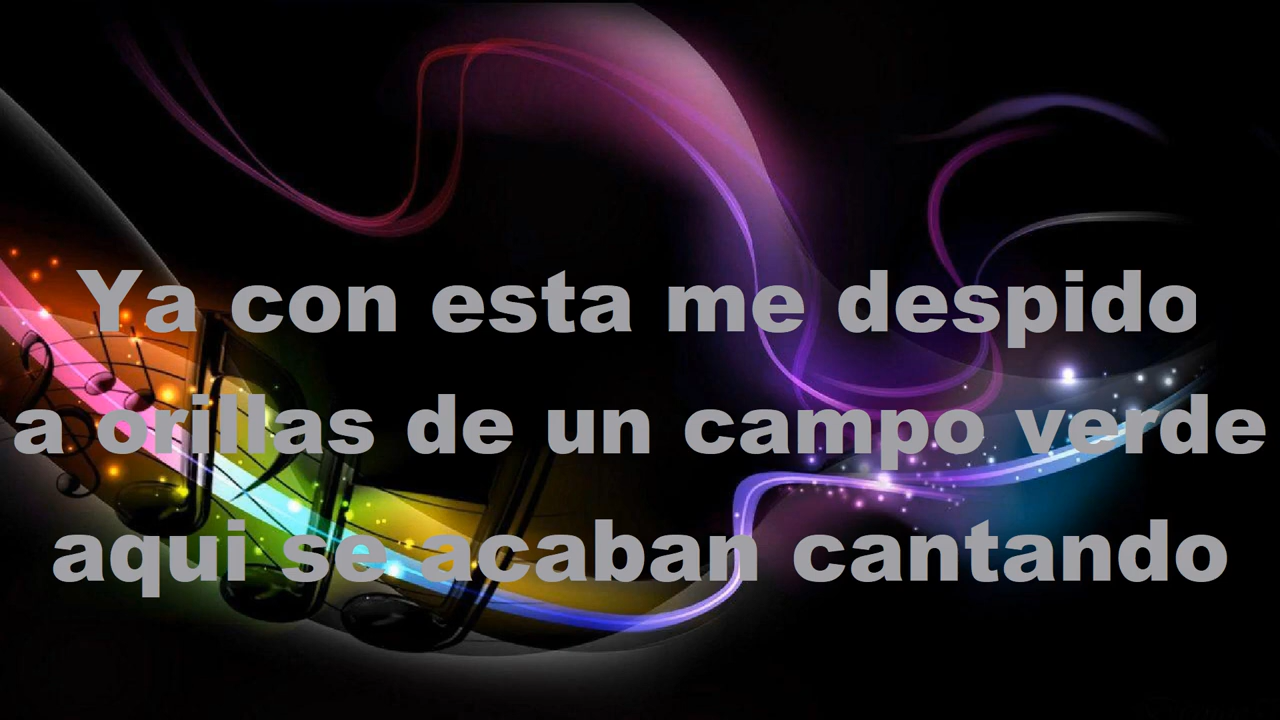 Ya con esta me despido
a orillas de un campo verde
aqui se acaban cantando